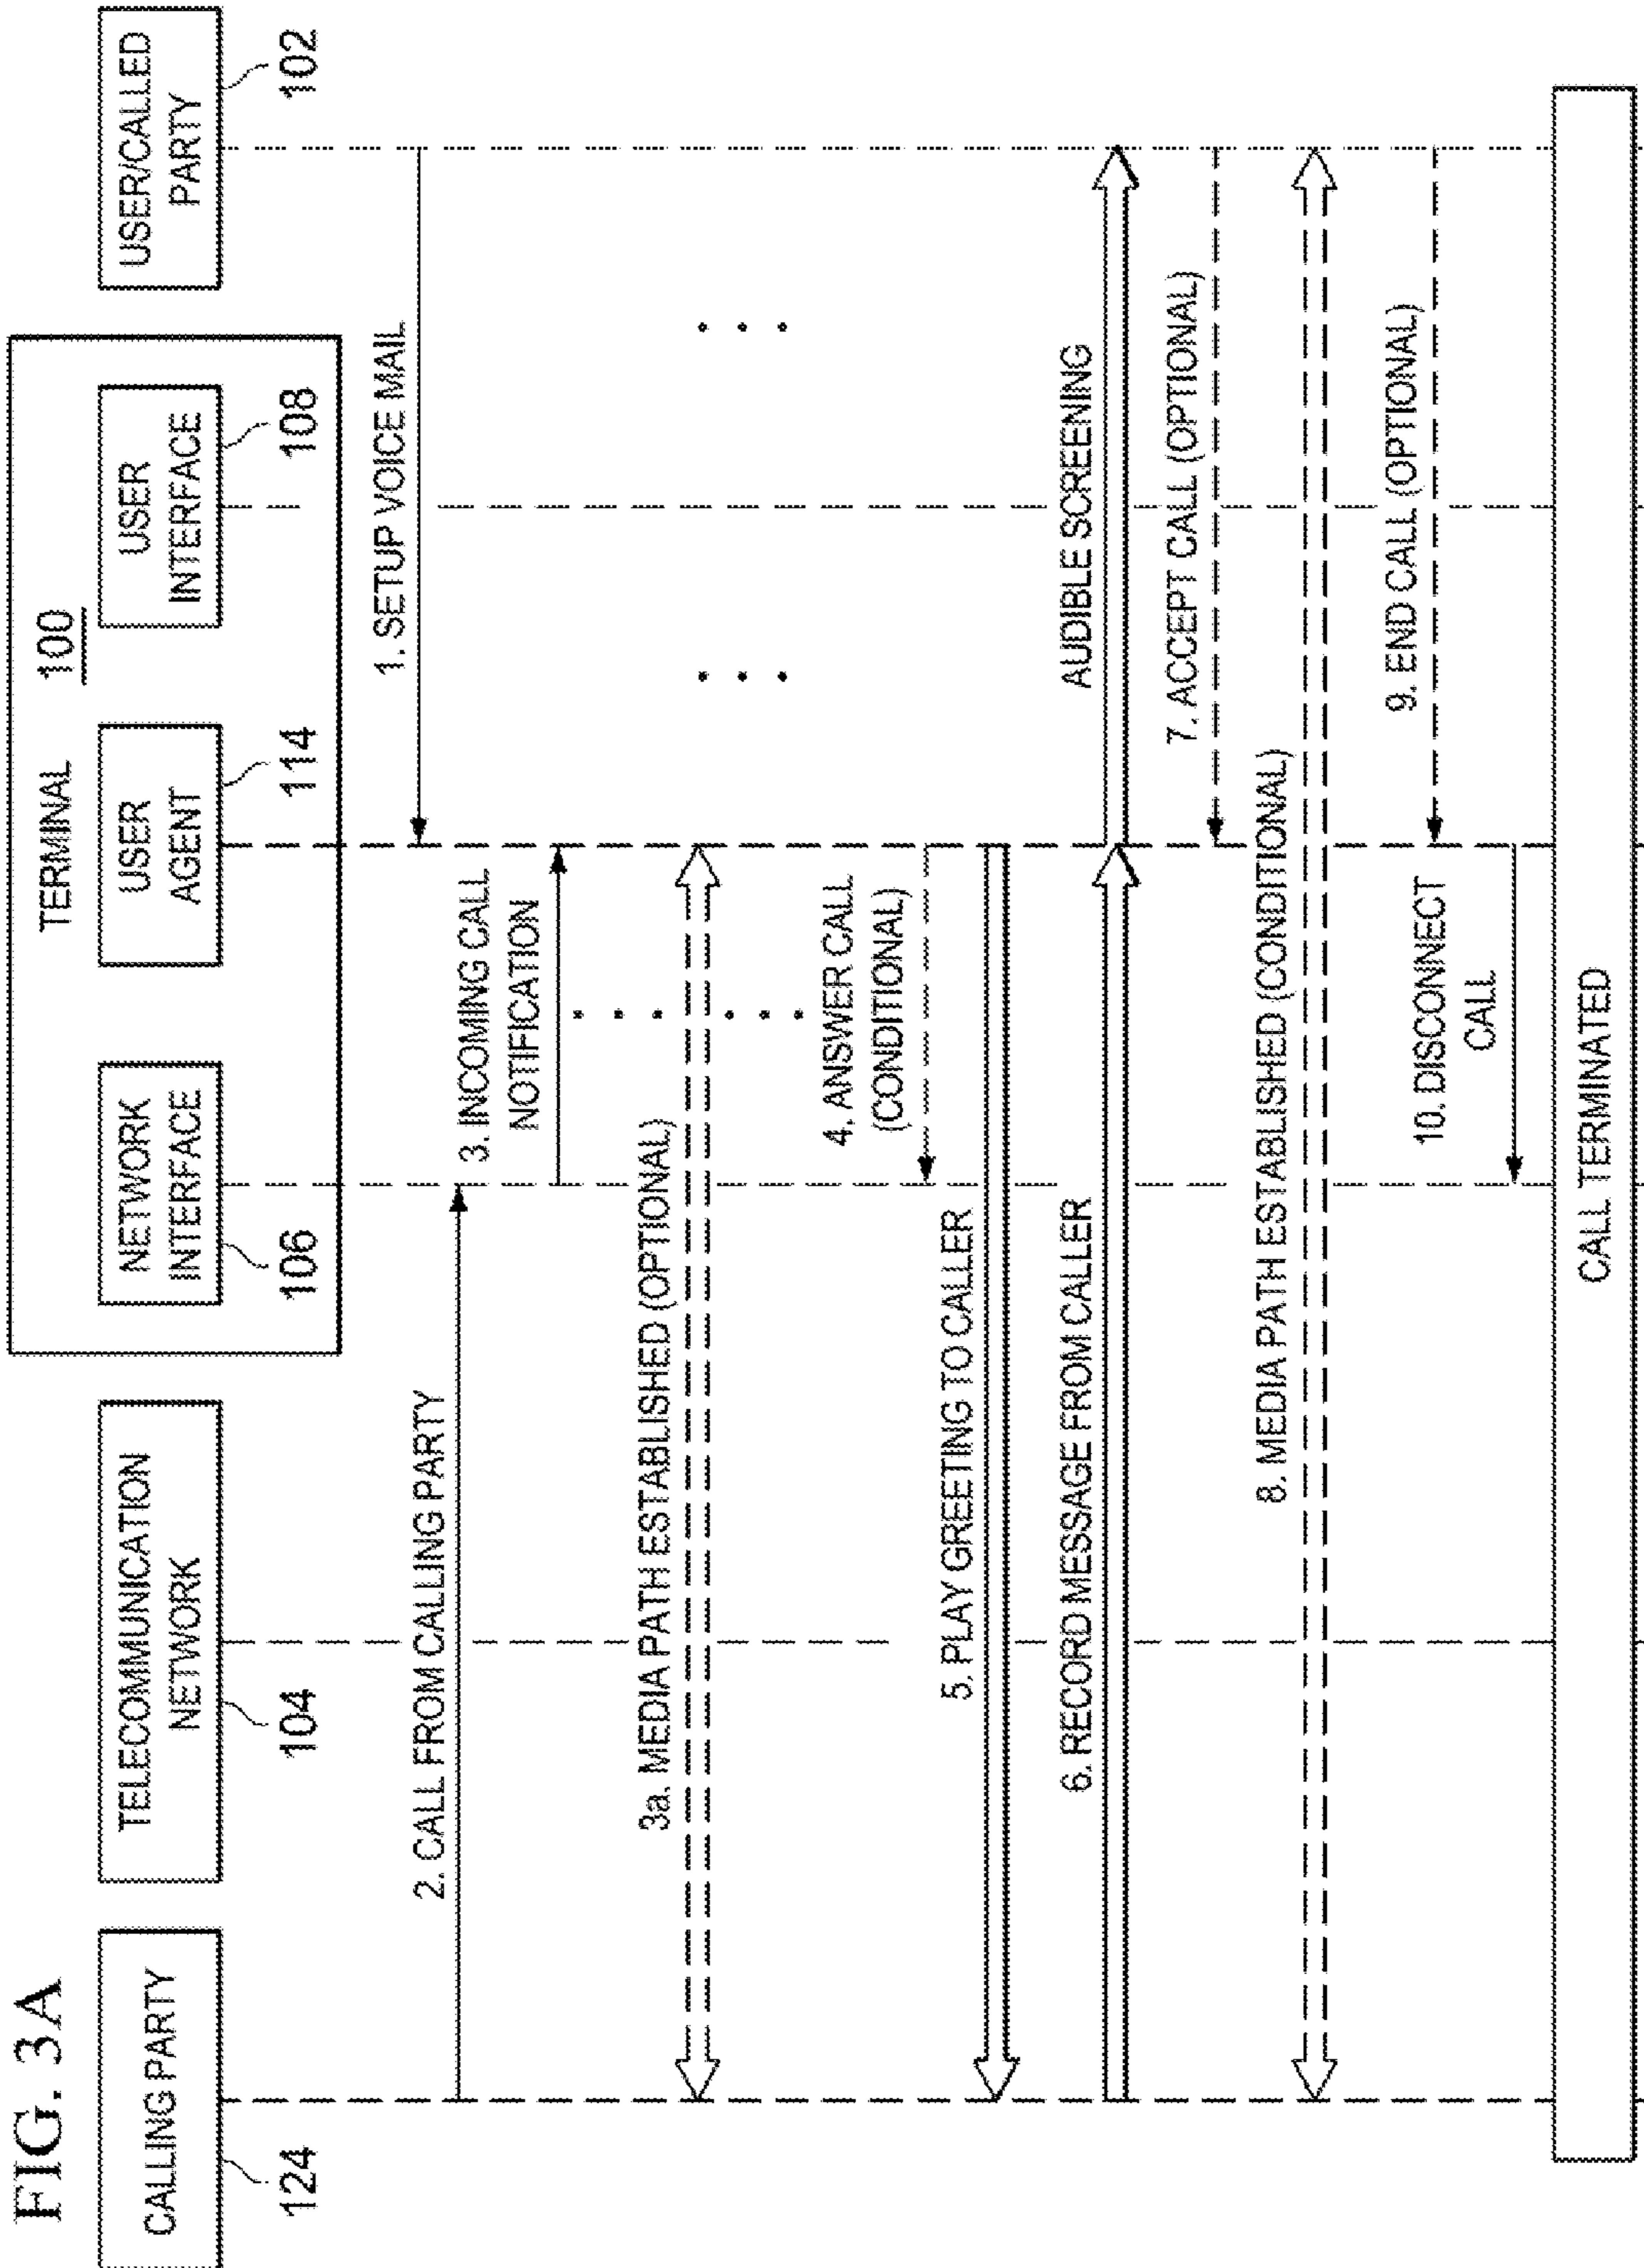 FIG. 3A
TERMINAL
100
CALLING PARTY
124
TELECOMMUNICATION
NETWORK
104
NETWORK
INTERFACE
106
USER
AGENT
114
USER
INTERFACE
108
USER/CALLED
PARTY
102
1. SETUP VOICE MAIL
2. CALL FROM CALLING PARTY
3. INCOMING CALL
NOTIFICATION
3a. MEDIA PATH ESTABLISHED (OPTIONAL)
4. ANSWER CALL
(CONDITIONAL)
5. PLAY GREETING TO CALLER
6. RECORD MESSAGE FROM CALLER
AUDIBLE SCREENING
7. ACCEPT CALL (OPTIONAL)
8. MEDIA PATH ESTABLISHED (CONDITIONAL)
9. END CALL (OPTIONAL)
10. DISCONNECT
CALL
CALL TERMINATED